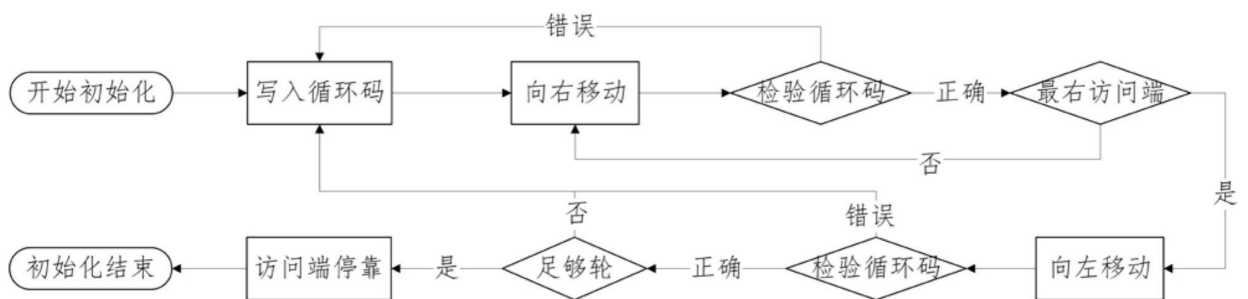 错误
开始初始化
写入循环码
向右移动
检验循环码
正确
最右访问端
否
是
否
错误
初始化结束
访问端停靠
是
足够轮
正确
检验循环码
向左移动